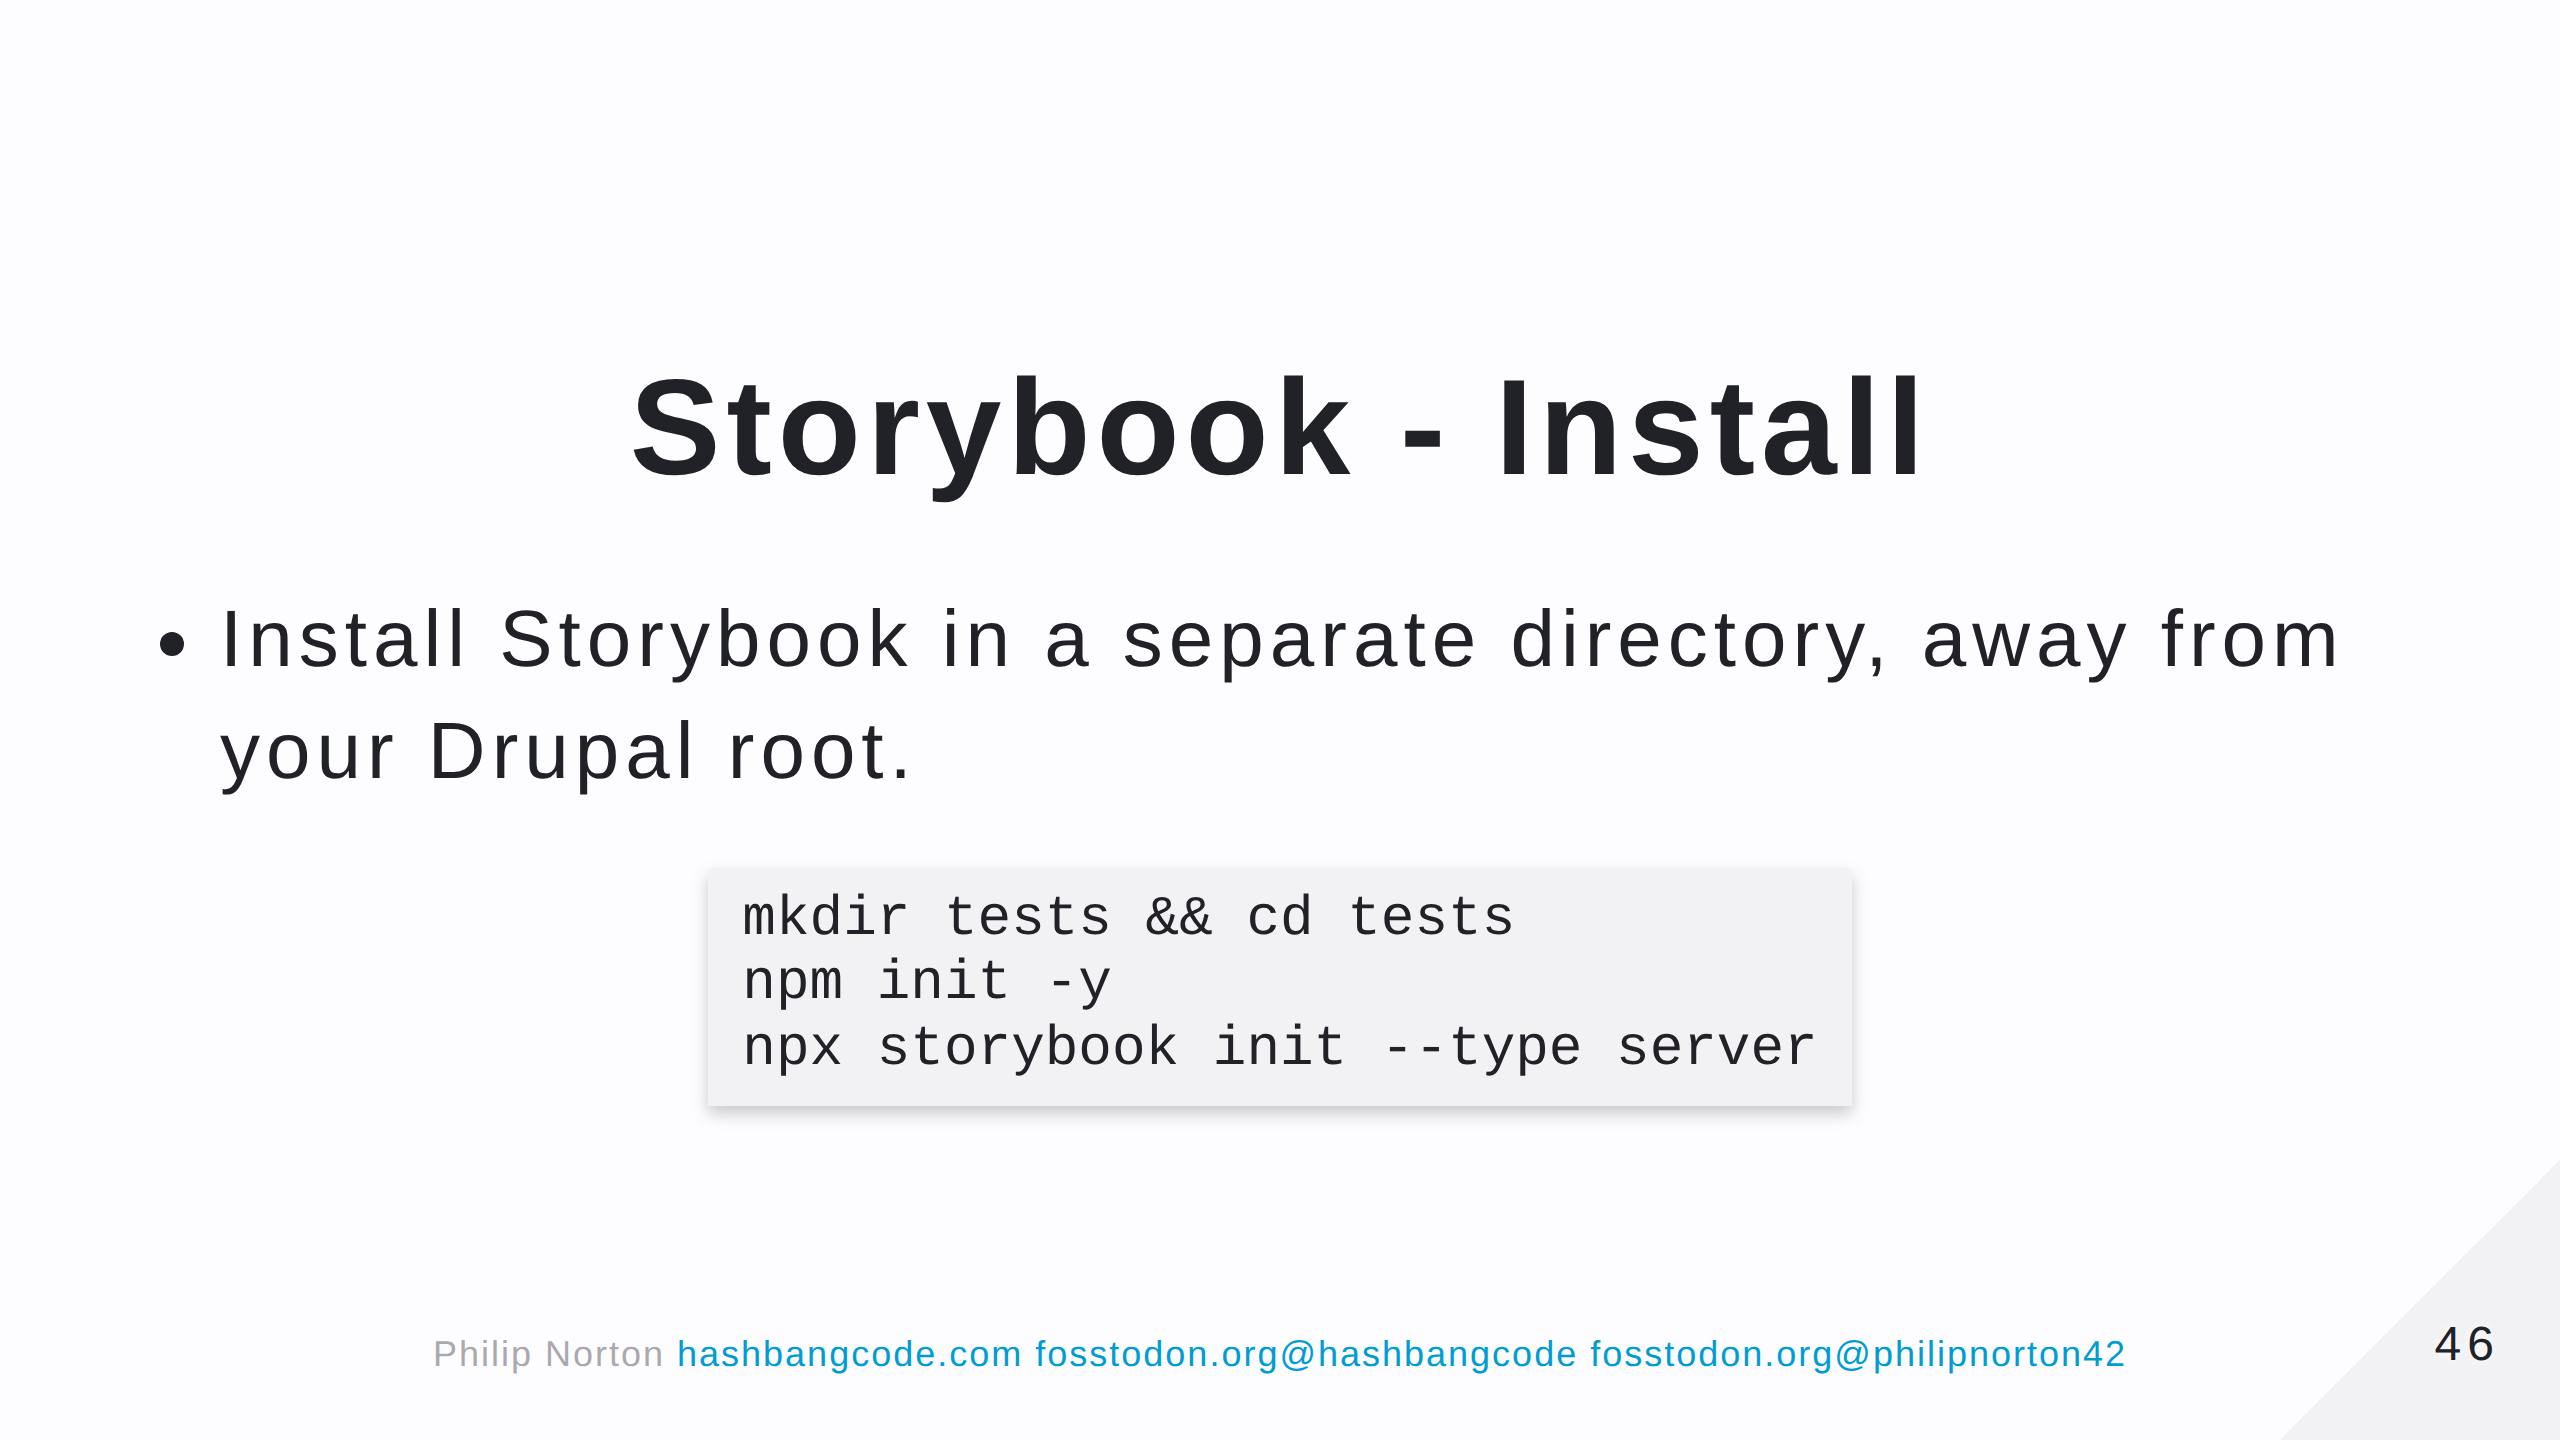 Storybook - Install
• Install Storybook in a separate directory, away from
your Drupal root.
mkdir tests && cd tests
npm init -y
npx storybook init --type server
Philip Norton hashbangcode.com fosstodon.org@hashbangcode fosstodon.org@philipnorton42
46